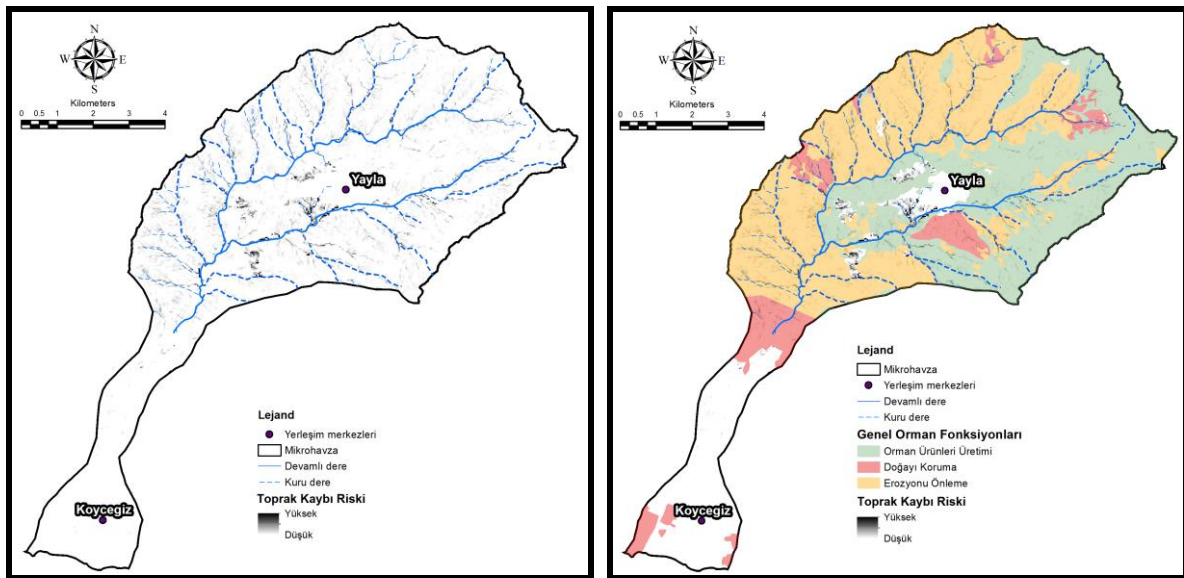 N
W E
S
Kilometers
0 0.5 1 2 3 4
Yayla
Lejand
Yerleşim merkezleri
Mikrohavza
Devamlı dere
Kuru dere
Toprak Kaybı Riski
Yüksek
Düşük
Koycegiz
N
W E
S
Kilometers
0 0.5 1 2 3 4
Yayla
Lejand
Mikrohavza
Yerleşim merkezleri
Devamlı dere
Kuru dere
Genel Orman Fonksiyonları
Orman Ürünleri Üretimi
Doğayı Koruma
Erozyonu Önleme
Toprak Kaybı Riski
Yüksek
Düşük
Koycegiz